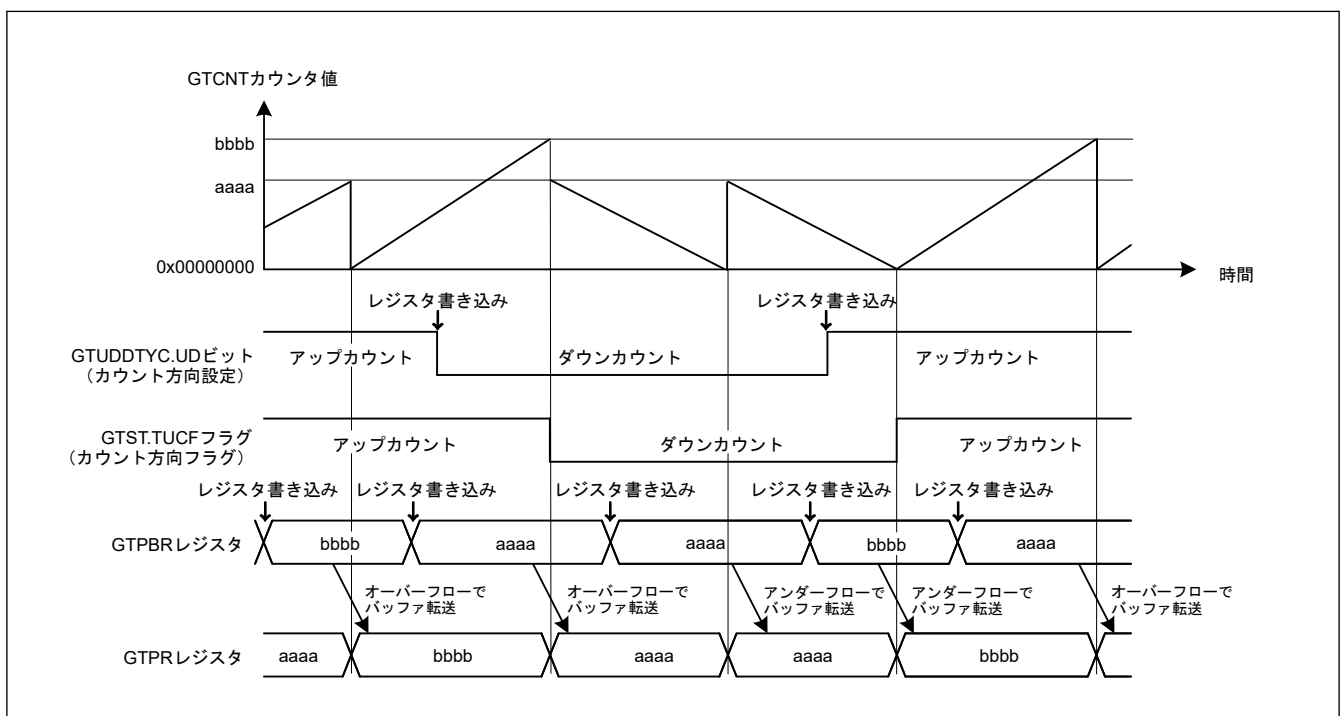 GTCNTカウンタ値
bbbb
aaaa
0x00000000
時間
レジスタ書き込み レジスタ書き込み
GTUDDTYC.UDビット
(カウント方向設定)
アップカウント ダウンカウント アップカウント
GTST.TUCFフラグ
(カウント方向フラグ)
アップカウント ダウンカウント アップカウント
レジスタ書き込み レジスタ書き込み レジスタ書き込み レジスタ書き込み レジスタ書き込み
GTPBRレジスタ bbbb aaaa aaaa bbbb aaaa
オーバーフローで オーバーフローで アンダーフローで アンダーフローで オーバーフローで
バッファ転送 バッファ転送 バッファ転送 バッファ転送 バッファ転送
GTPRレジスタ aaaa bbbb aaaa aaaa bbbb